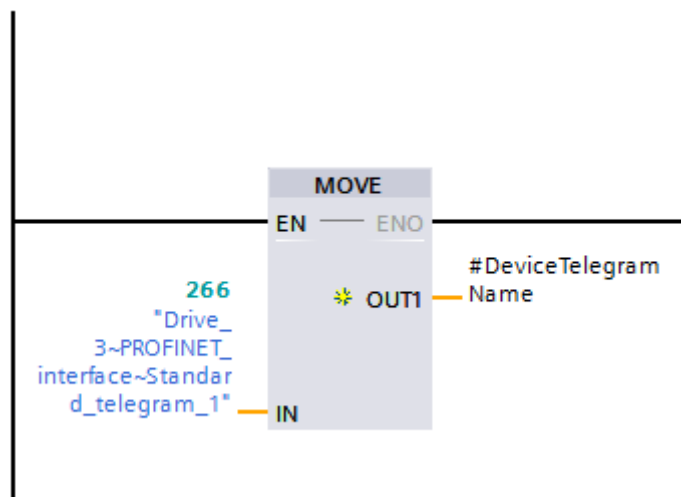 MOVE
EN
ENO
266
"Drive_
3~PROFINET_
interface~Standar
d_telegram_1"
IN
OUT1
#DeviceTelegram
Name